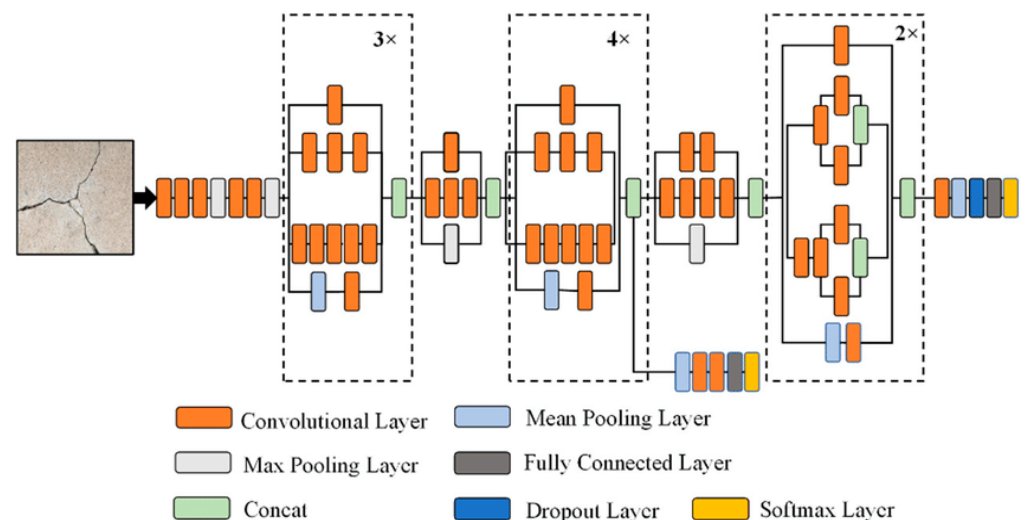 3×
4×
2×
Convolutional Layer
Mean Pooling Layer
Max Pooling Layer
Fully Connected Layer
Concat
Dropout Layer
Softmax Layer